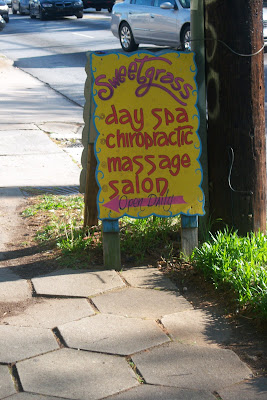 Sweetgrass
day spa
chiropractic
massage
salon
Open Daily